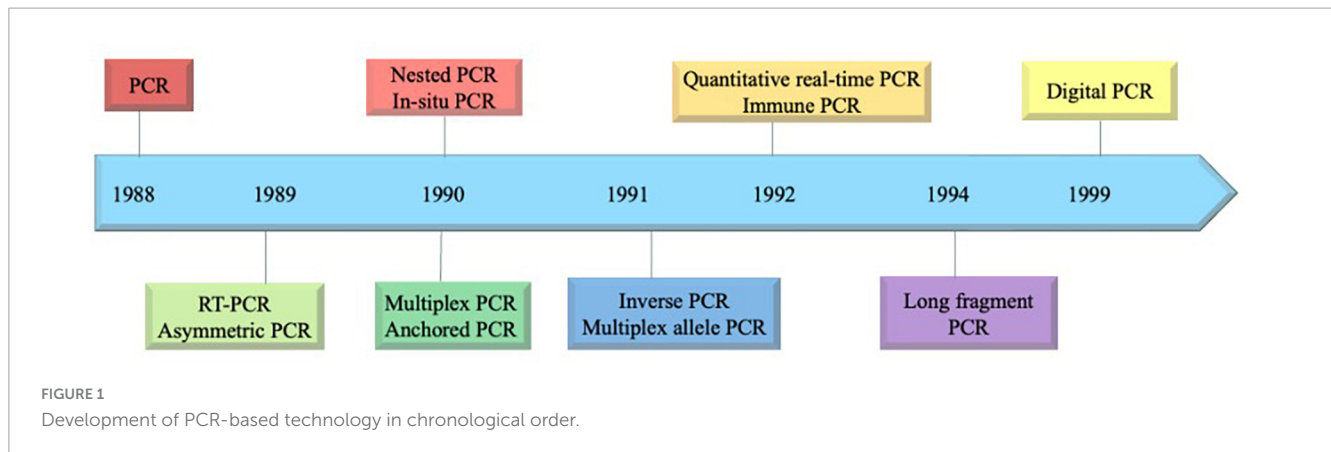 PCR
Nested PCR
In-situ PCR
Quantitative real-time PCR
Immune PCR
Digital PCR
1988
1989
1990
1991
1992
1994
1999
RT-PCR
Asymmetric PCR
Multiplex PCR
Anchored PCR
Inverse PCR
Multiplex allele PCR
Long fragment
PCR
FIGURE 1
Development of PCR-based technology in chronological order.